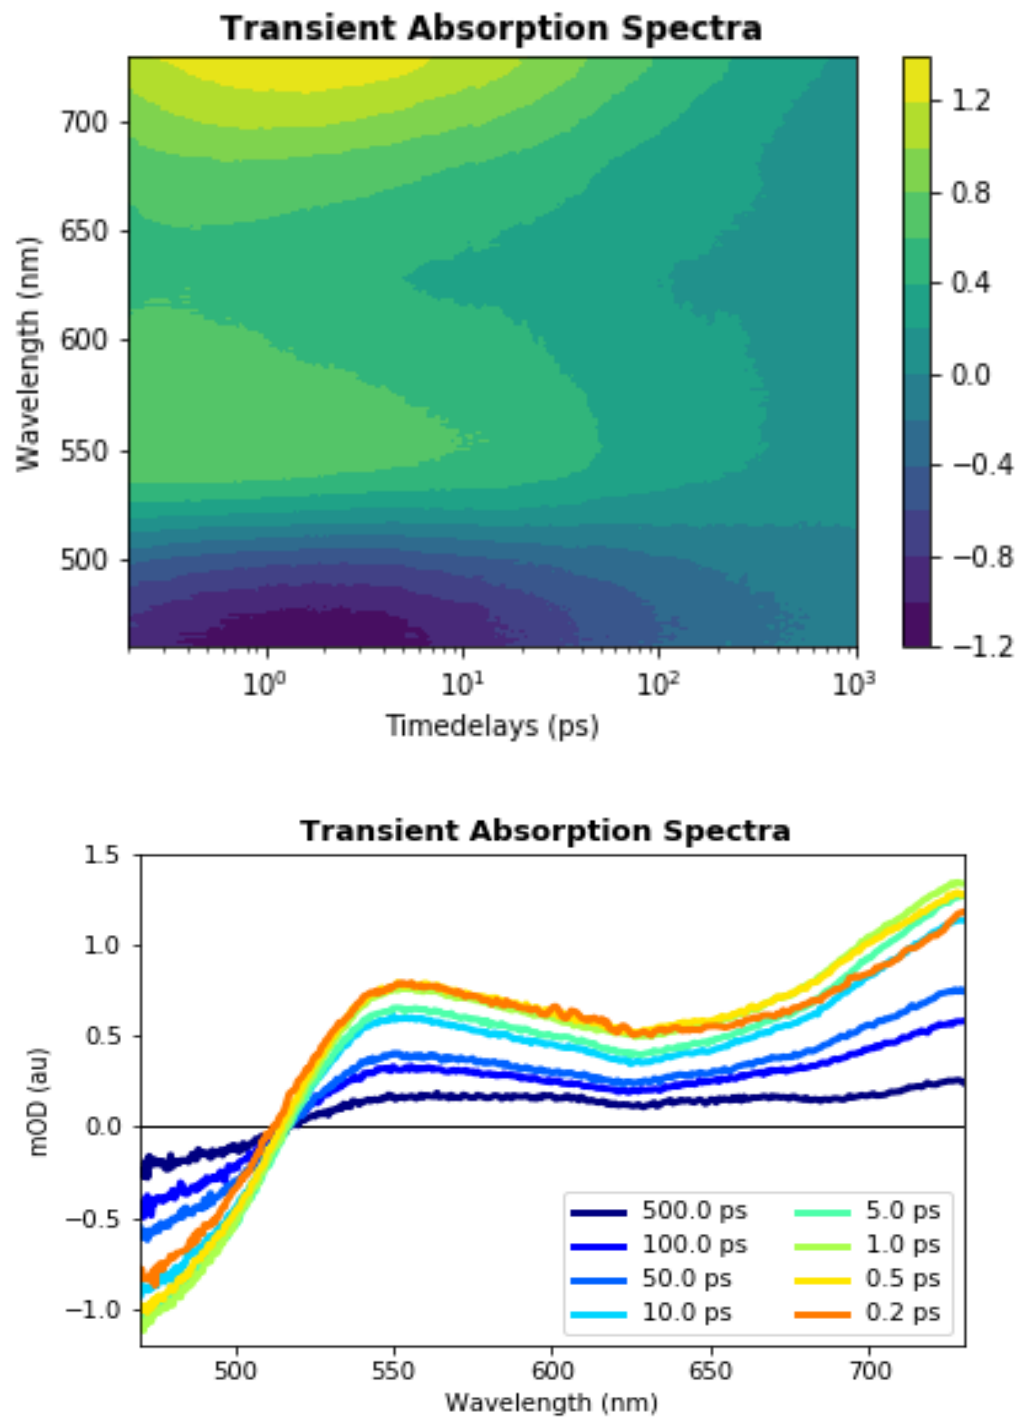 Transient Absorption Spectra
700
650
600
550
500
Wavelength (nm)
10⁰ 10¹ 10² 10³
Timedelays (ps)
1.2
0.8
0.4
0.0
−0.4
−0.8
−1.2
Transient Absorption Spectra
1.5
1.0
0.5
0.0
−0.5
−1.0
mOD (au)
500.0 ps 5.0 ps
100.0 ps 1.0 ps
50.0 ps 0.5 ps
10.0 ps 0.2 ps
500 550 600 650 700
Wavelength (nm)